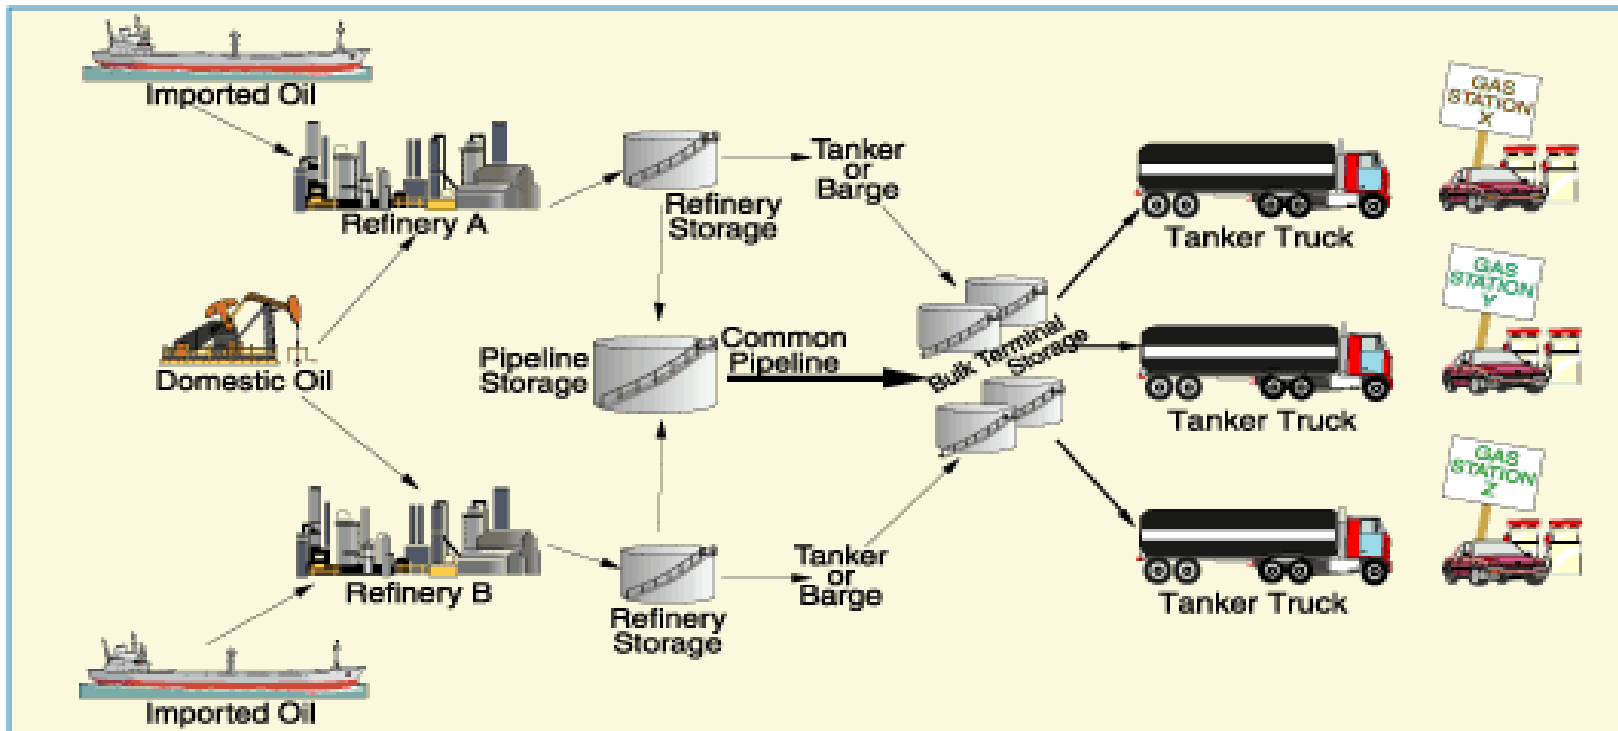 Imported Oil
Refinery A
Refinery
Storage
Tanker
or
Barge
Tanker Truck
GAS
STATION
X
Domestic Oil
Pipeline
Storage
Common
Pipeline
Bulk Terminal
Storage
Tanker Truck
GAS
STATION
Y
Refinery B
Refinery
Storage
Tanker
or
Barge
Tanker Truck
GAS
STATION
Z
Imported Oil